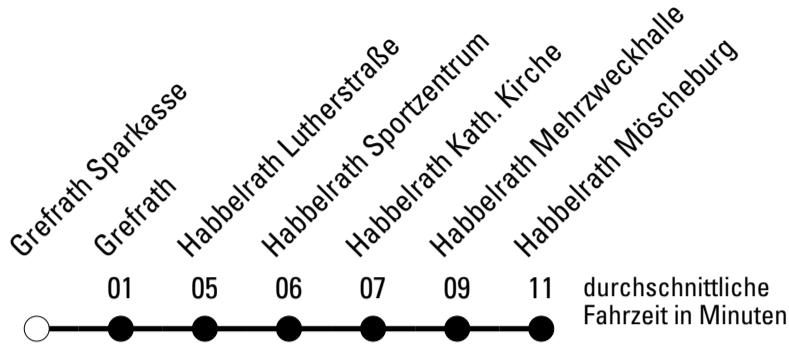 Grefrath Sparkasse
Grefrath
Habbelrath Lutherstraße
Habbelrath Sportzentrum
Habbelrath Kath. Kirche
Habbelrath Mehrzweckhalle
Habbelrath Möscheburg
01 05 06 07 09 11
durchschnittliche
Fahrzeit in Minuten